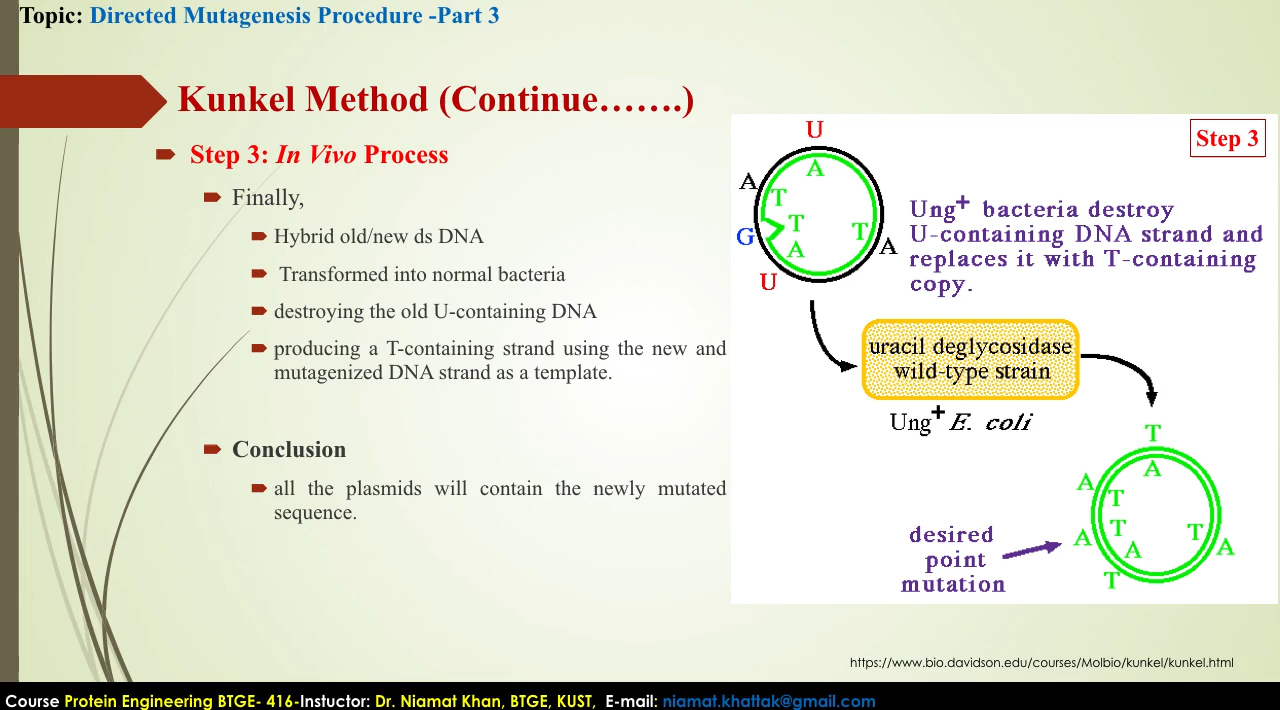 Topic: Directed Mutagenesis Procedure -Part 3
Kunkel Method (Continue…….)
Step 3: In Vivo Process
Finally,
Hybrid old/new ds DNA
Transformed into normal bacteria
destroying the old U-containing DNA
producing a T-containing strand using the new and
mutagenized DNA strand as a template.
Conclusion
all the plasmids will contain the newly mutated
sequence.
Step 3
U
A
A
T
G
T
T
A
A
U
Ung+ bacteria destroy
U-containing DNA strand and
replaces it with T-containing
copy.
uracil deglycosidase
wild-type strain
Ung+ E. coli
T
A
A
T
A
T
T
A
A
T
desired
point
mutation
https://www.bio.davidson.edu/courses/Molbio/kunkel/kunkel.html
Course Protein Engineering BTGE- 416-Instuctor: Dr. Niamat Khan, BTGE, KUST, E-mail: niamat.khattak@gmail.com